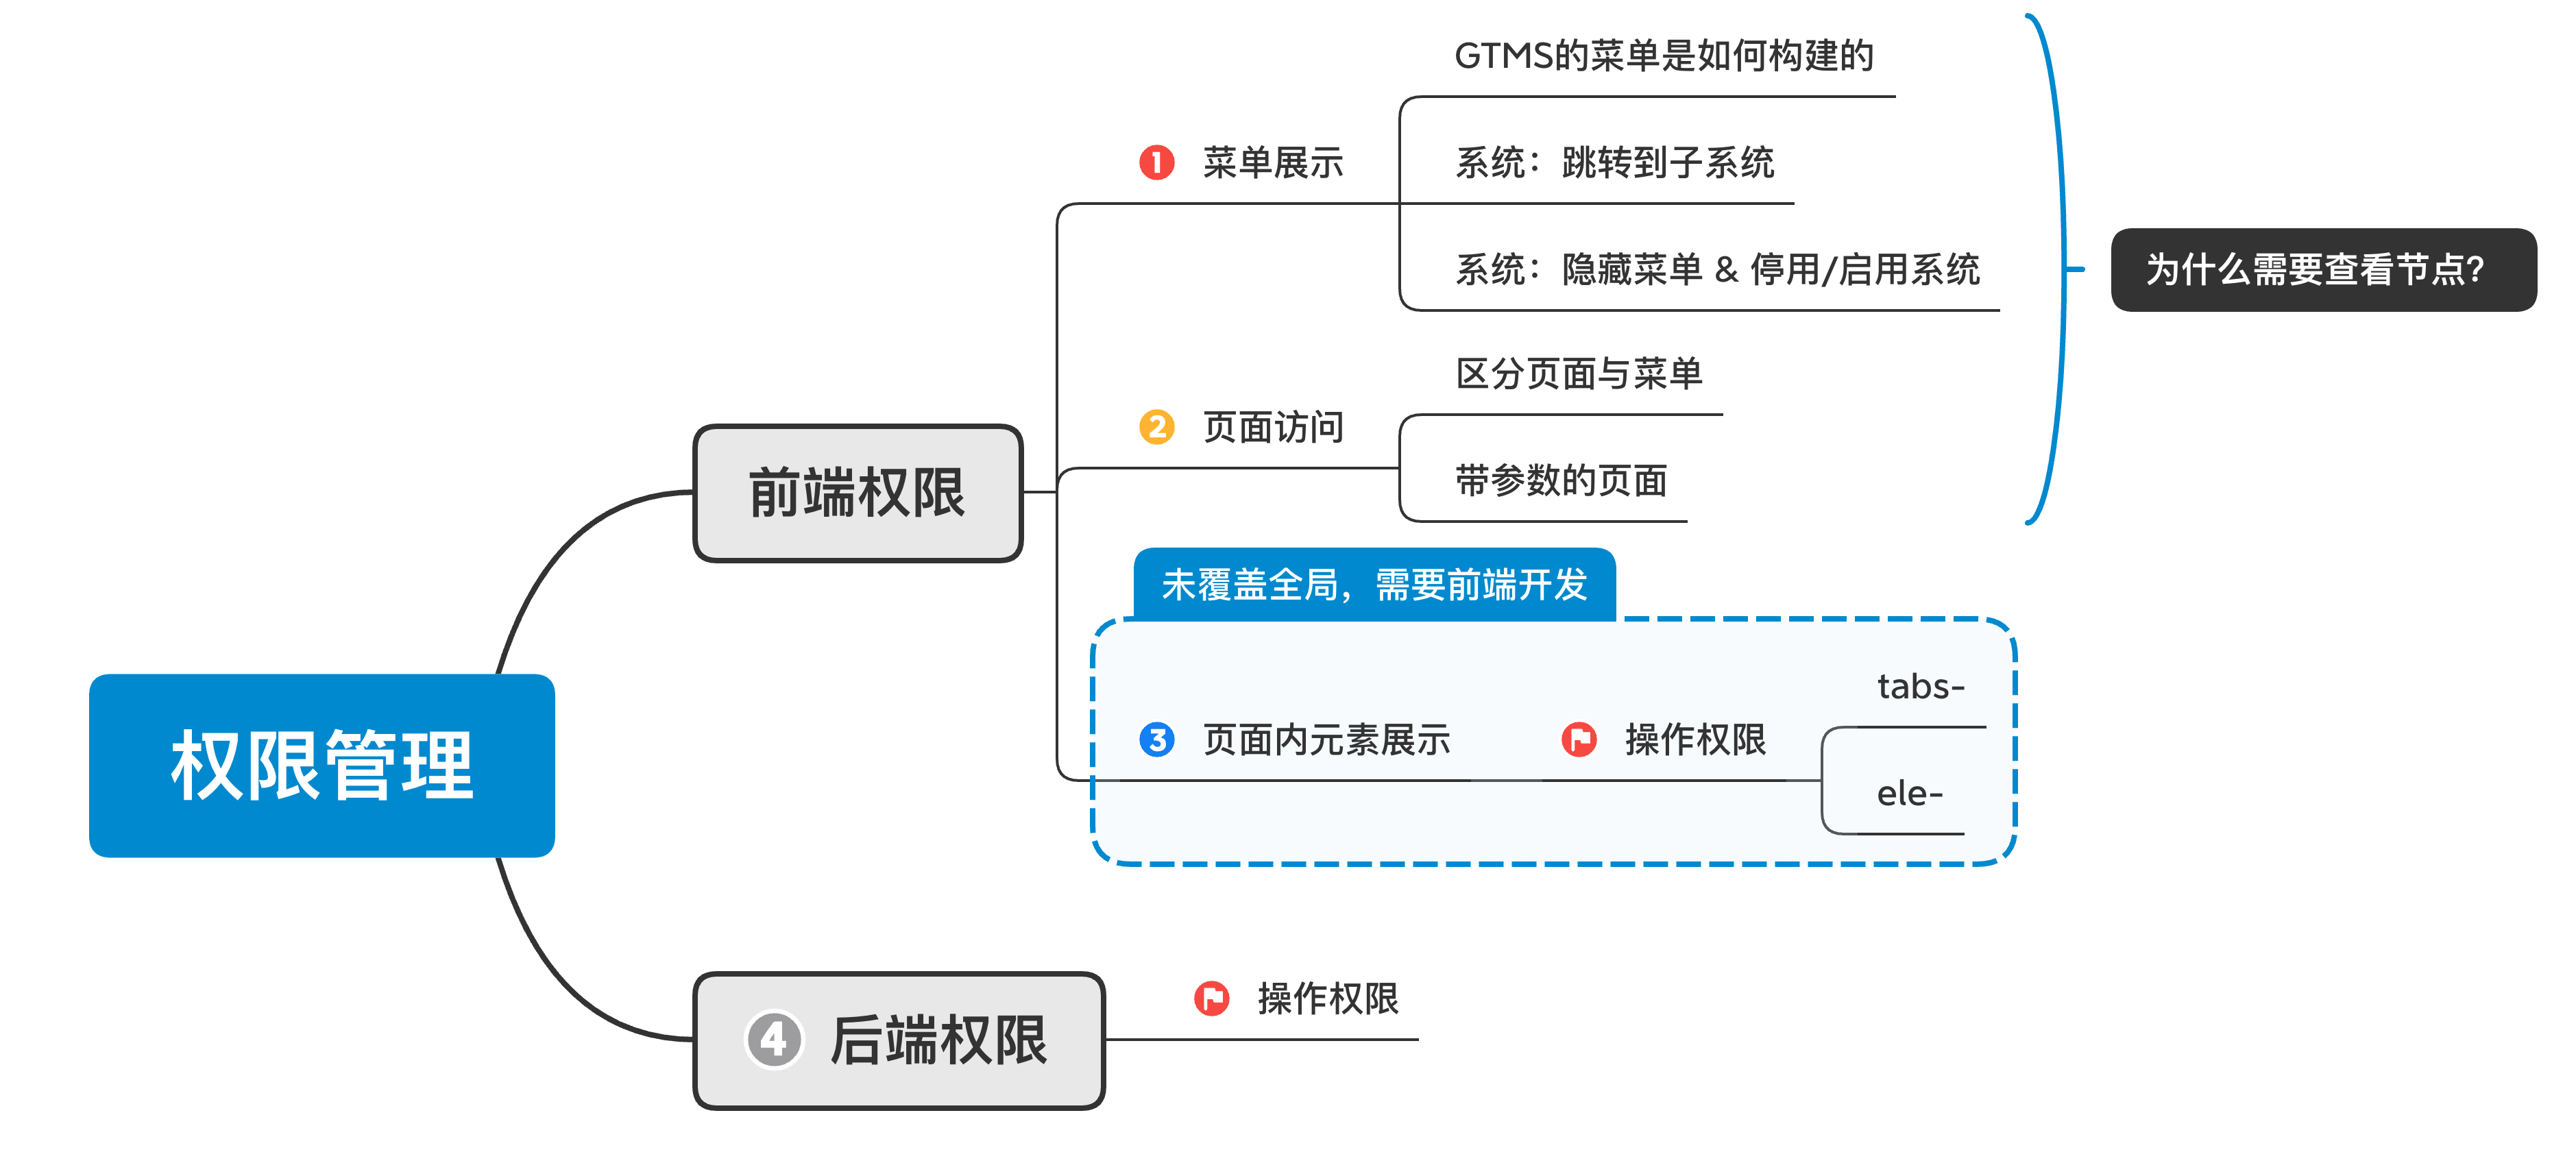 权限管理
前端权限
1 菜单展示
GTMS的菜单是如何构建的
系统：跳转到子系统
系统：隐藏菜单 & 停用/启用系统
2 页面访问
区分页面与菜单
带参数的页面
为什么需要查看节点？
未覆盖全局，需要前端开发
3 页面内元素展示
操作权限
tabs-
ele-
4 后端权限
操作权限